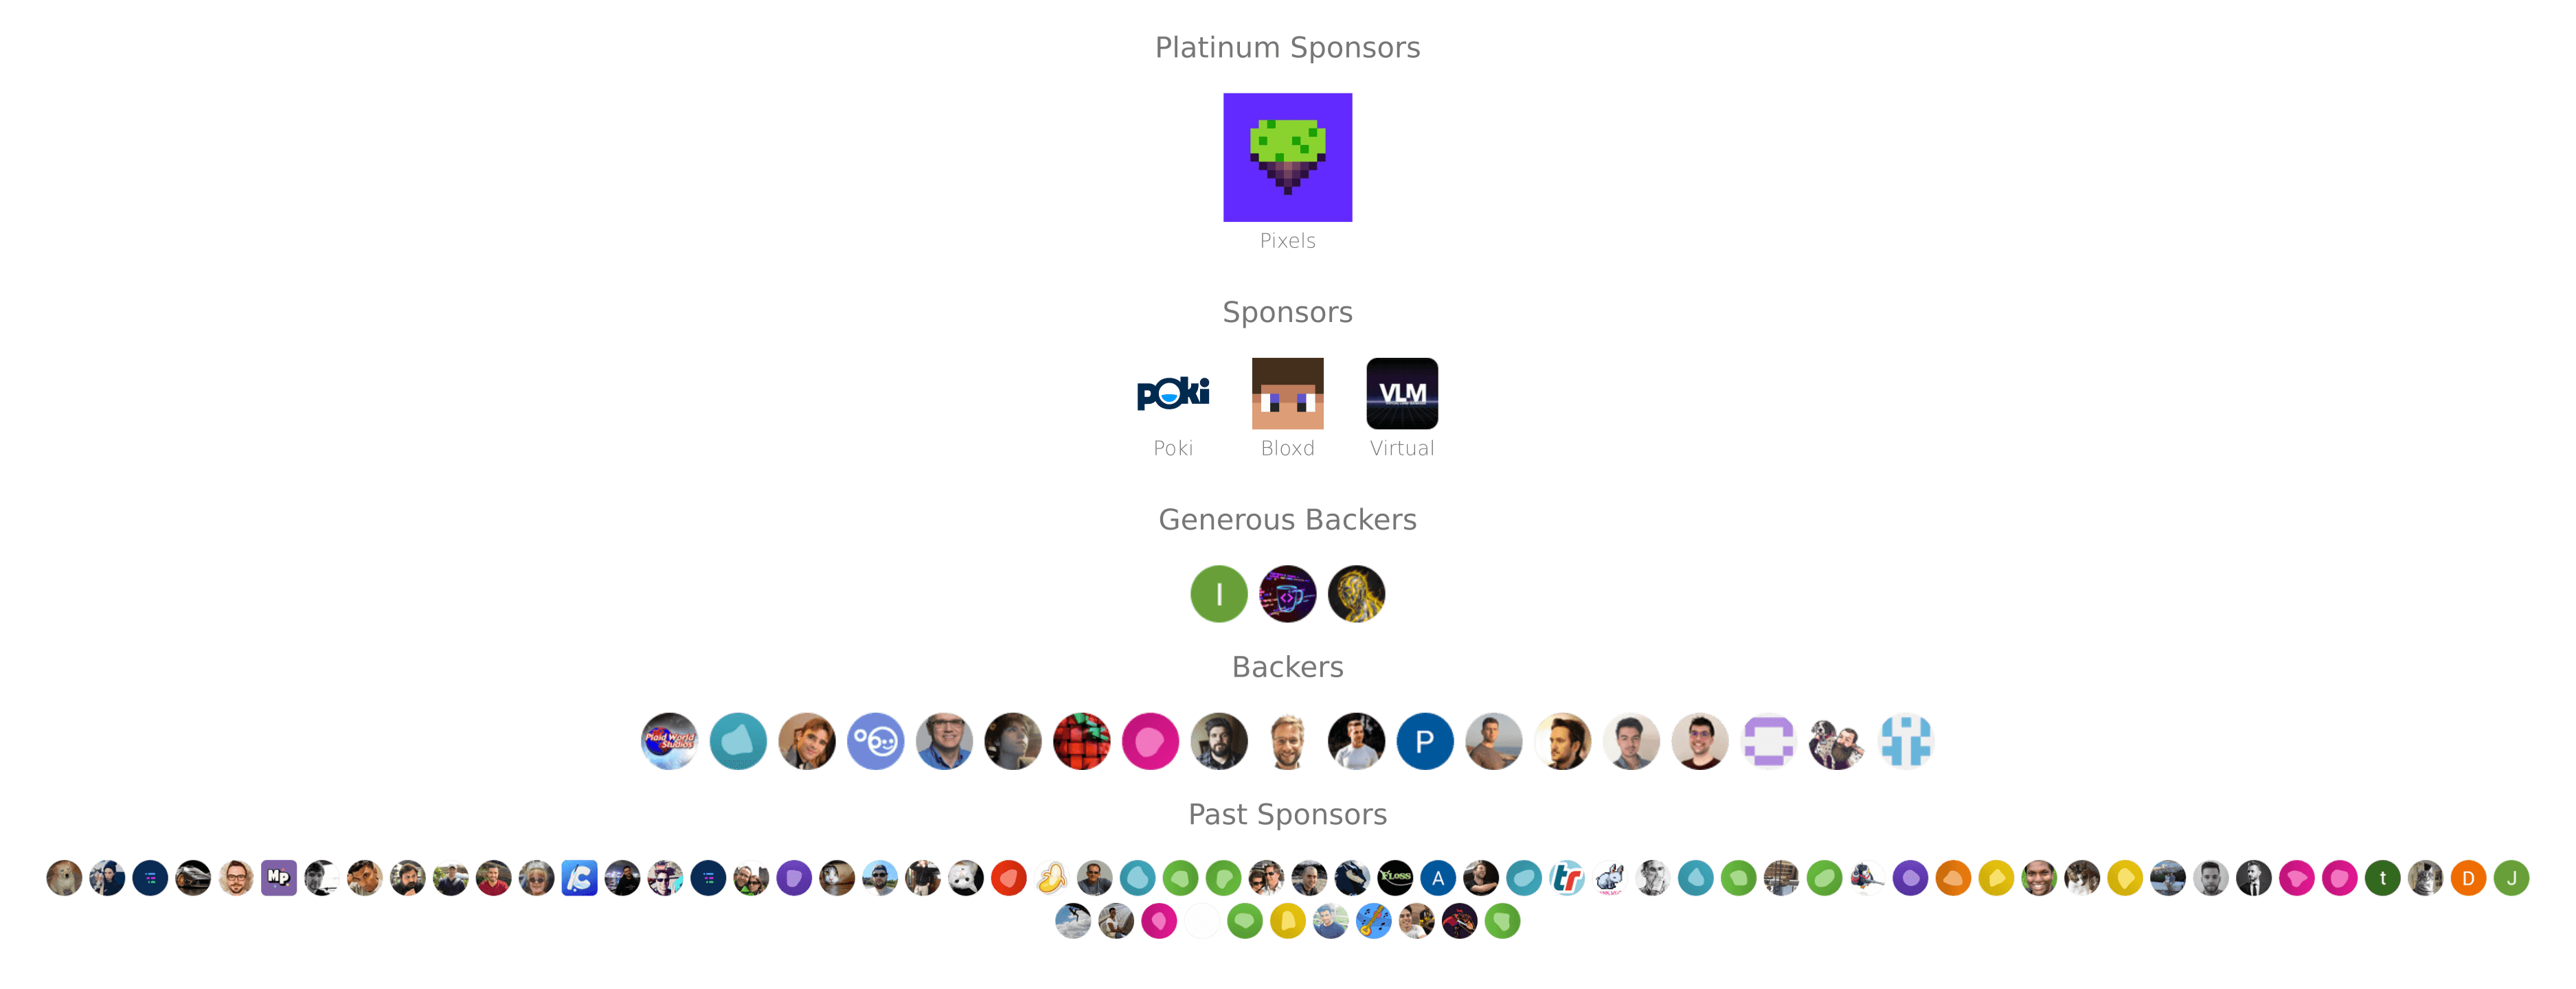 Platinum Sponsors
Pixels
Sponsors
poki
VLM
Poki
Bloxd
Virtual
Generous Backers
I
<>
Backers
Plaid World
Studios
P
Past Sponsors
MP
FLOSS
A
tr
t
D
J